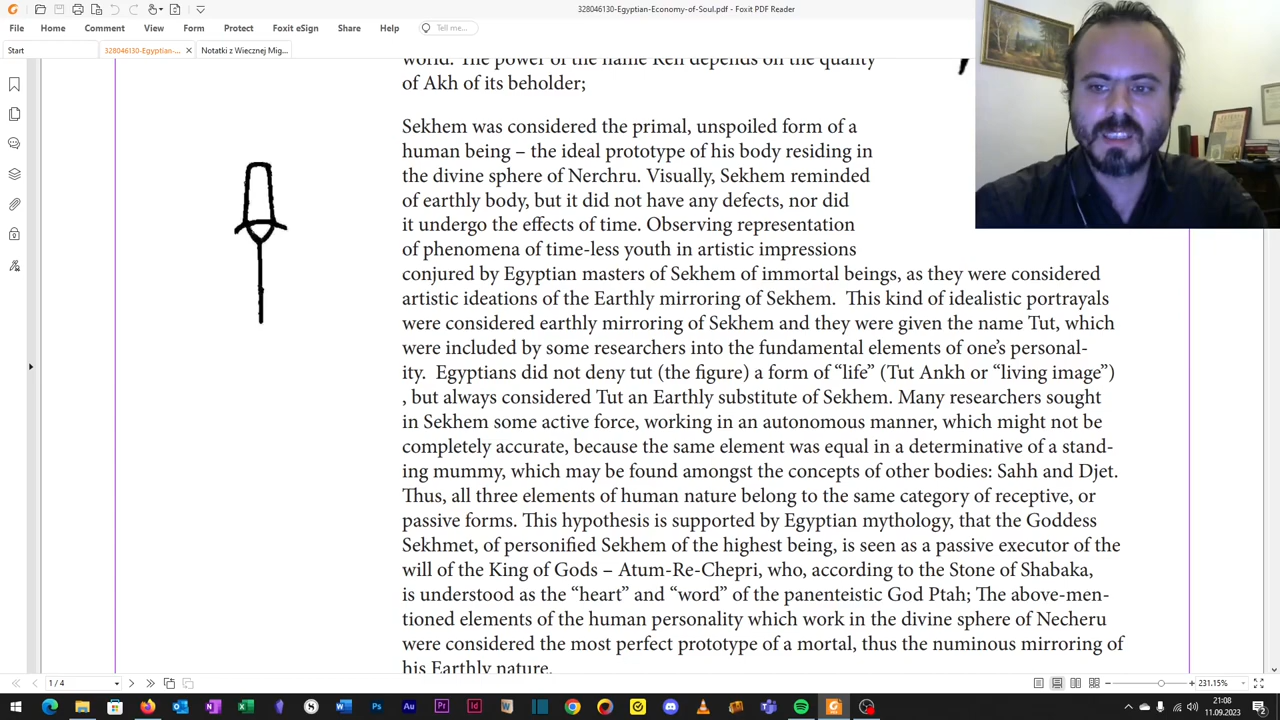 328046130-Egyptian-Economy-of-Soul.pdf - Foxit PDF Reader
File Home Comment View Form Protect Foxit eSign Share Help Tell me...
Start 328046130-Egyptian-... Notatki z Wiecznej Mig...
world. The power of the name Ren depends on the quality
of Akh of its beholder;
Sekhem was considered the primal, unspoiled form of a
human being – the ideal prototype of his body residing in
the divine sphere of Nerchru. Visually, Sekhem reminded
of earthly body, but it did not have any defects, nor did
it undergo the effects of time. Observing representation
of phenomena of time-less youth in artistic impressions
conjured by Egyptian masters of Sekhem of immortal beings, as they were considered
artistic ideations of the Earthly mirroring of Sekhem.  This kind of idealistic portrayals
were considered earthly mirroring of Sekhem and they were given the name Tut, which
were included by some researchers into the fundamental elements of one’s personal-
ity.  Egyptians did not deny tut (the figure) a form of “life” (Tut Ankh or “living image”)
, but always considered Tut an Earthly substitute of Sekhem. Many researchers sought
in Sekhem some active force, working in an autonomous manner, which might not be
completely accurate, because the same element was equal in a determinative of a stand-
ing mummy, which may be found amongst the concepts of other bodies: Sahh and Djet.
Thus, all three elements of human nature belong to the same category of receptive, or
passive forms. This hypothesis is supported by Egyptian mythology, that the Goddess
Sekhmet, of personified Sekhem of the highest being, is seen as a passive executor of the
will of the King of Gods – Atum-Re-Chepri, who, according to the Stone of Shabaka,
is understood as the “heart” and “word” of the panenteistic God Ptah; The above-men-
tioned elements of the human personality which work in the divine sphere of Necheru
were considered the most perfect prototype of a mortal, thus the numinous mirroring of
his Earthly nature.
1 / 4
231.15%
21:08
11.09.2023